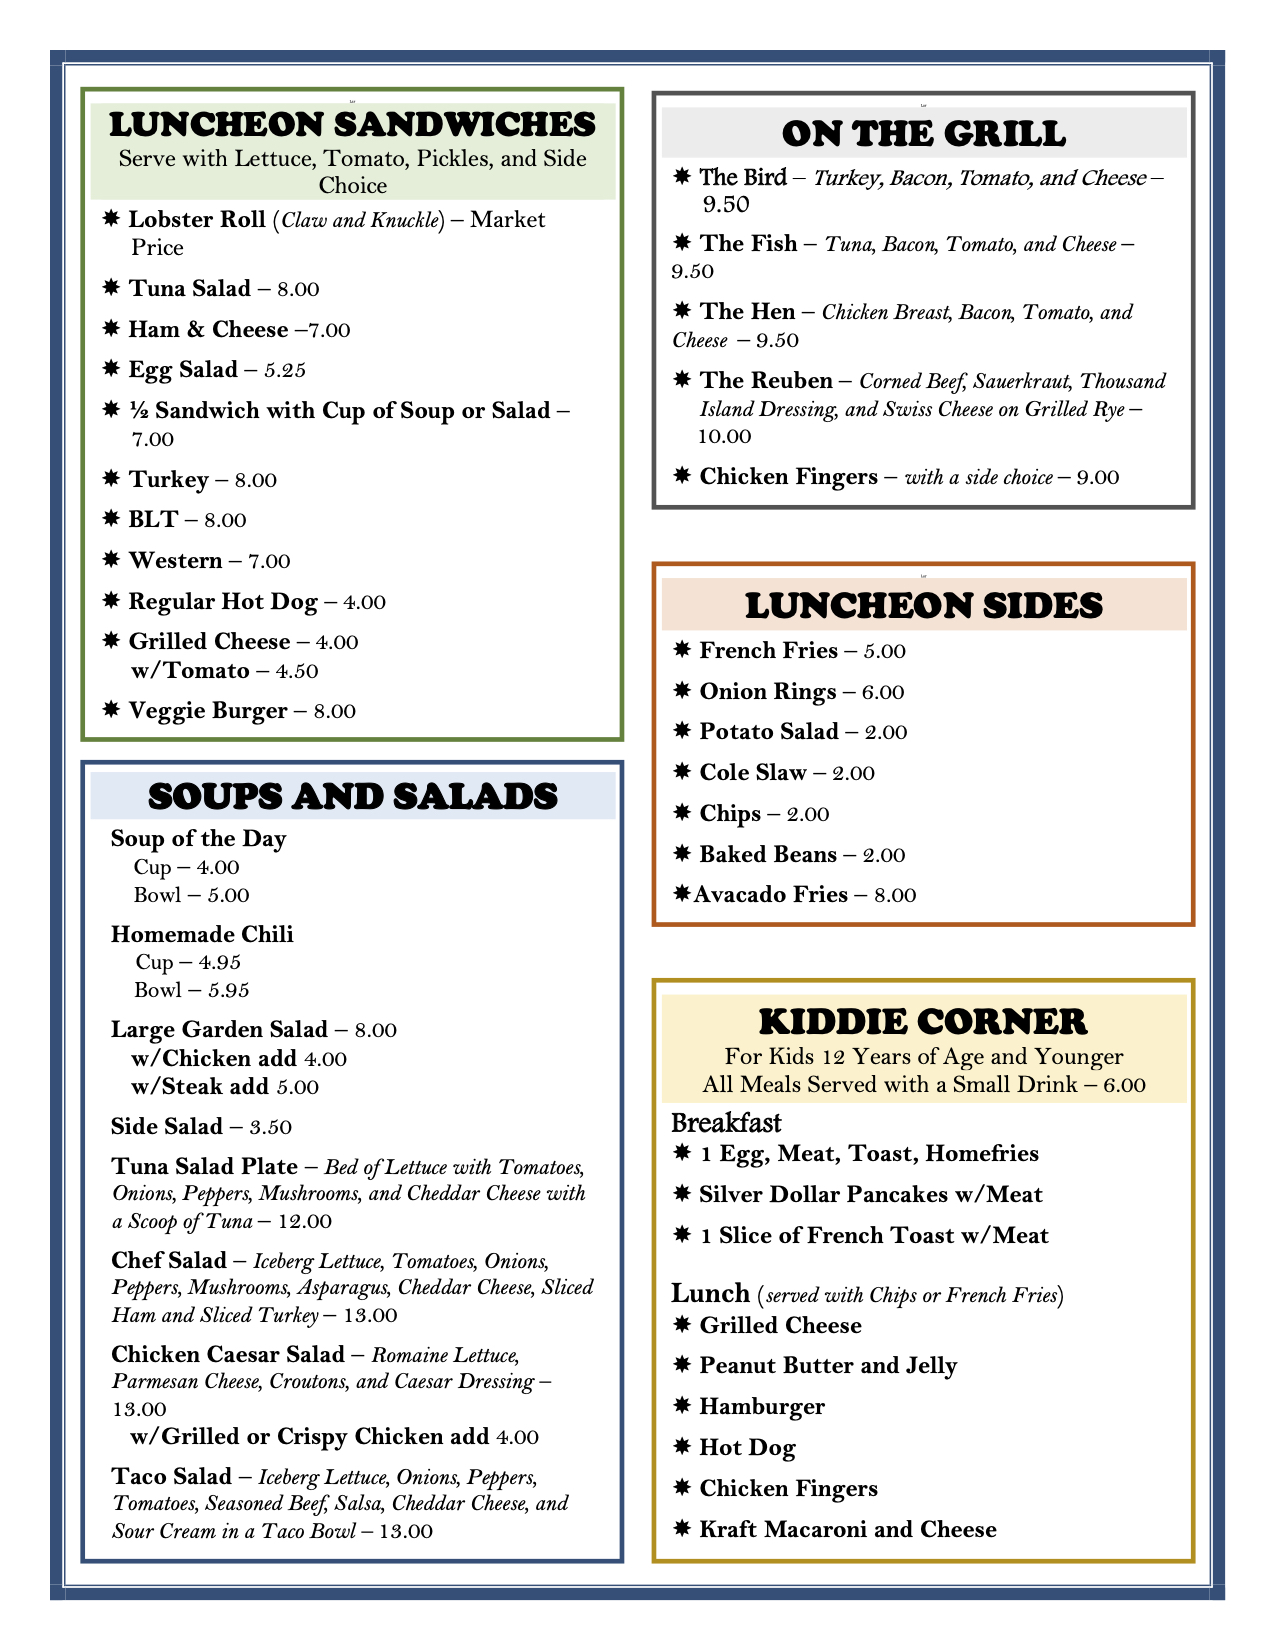 LUNCHEON SANDWICHES
Serve with Lettuce, Tomato, Pickles, and Side
Choice
✸ Lobster Roll (Claw and Knuckle) – Market
Price
✸ Tuna Salad – 8.00
✸ Ham & Cheese –7.00
✸ Egg Salad – 5.25
✸ ½ Sandwich with Cup of Soup or Salad –
7.00
✸ Turkey – 8.00
✸ BLT – 8.00
✸ Western – 7.00
✸ Regular Hot Dog – 4.00
✸ Grilled Cheese – 4.00
w/Tomato – 4.50
✸ Veggie Burger – 8.00
SOUPS AND SALADS
Soup of the Day
Cup – 4.00
Bowl – 5.00
Homemade Chili
Cup – 4.95
Bowl – 5.95
Large Garden Salad – 8.00
w/Chicken add 4.00
w/Steak add 5.00
Side Salad – 3.50
Tuna Salad Plate – Bed of Lettuce with Tomatoes,
Onions, Peppers, Mushrooms, and Cheddar Cheese with
a Scoop of Tuna – 12.00
Chef Salad – Iceberg Lettuce, Tomatoes, Onions,
Peppers, Mushrooms, Asparagus, Cheddar Cheese, Sliced
Ham and Sliced Turkey – 13.00
Chicken Caesar Salad – Romaine Lettuce,
Parmesan Cheese, Croutons, and Caesar Dressing –
13.00
w/Grilled or Crispy Chicken add 4.00
Taco Salad – Iceberg Lettuce, Onions, Peppers,
Tomatoes, Seasoned Beef, Salsa, Cheddar Cheese, and
Sour Cream in a Taco Bowl – 13.00
ON THE GRILL
✸ The Bird – Turkey, Bacon, Tomato, and Cheese –
9.50
✸ The Fish – Tuna, Bacon, Tomato, and Cheese –
9.50
✸ The Hen – Chicken Breast, Bacon, Tomato, and
Cheese – 9.50
✸ The Reuben – Corned Beef, Sauerkraut, Thousand
Island Dressing, and Swiss Cheese on Grilled Rye –
10.00
✸ Chicken Fingers – with a side choice – 9.00
LUNCHEON SIDES
✸ French Fries – 5.00
✸ Onion Rings – 6.00
✸ Potato Salad – 2.00
✸ Cole Slaw – 2.00
✸ Chips – 2.00
✸ Baked Beans – 2.00
✸Avacado Fries – 8.00
KIDDIE CORNER
For Kids 12 Years of Age and Younger
All Meals Served with a Small Drink – 6.00
Breakfast
✸ 1 Egg, Meat, Toast, Homefries
✸ Silver Dollar Pancakes w/Meat
✸ 1 Slice of French Toast w/Meat
Lunch (served with Chips or French Fries)
✸ Grilled Cheese
✸ Peanut Butter and Jelly
✸ Hamburger
✸ Hot Dog
✸ Chicken Fingers
✸ Kraft Macaroni and Cheese